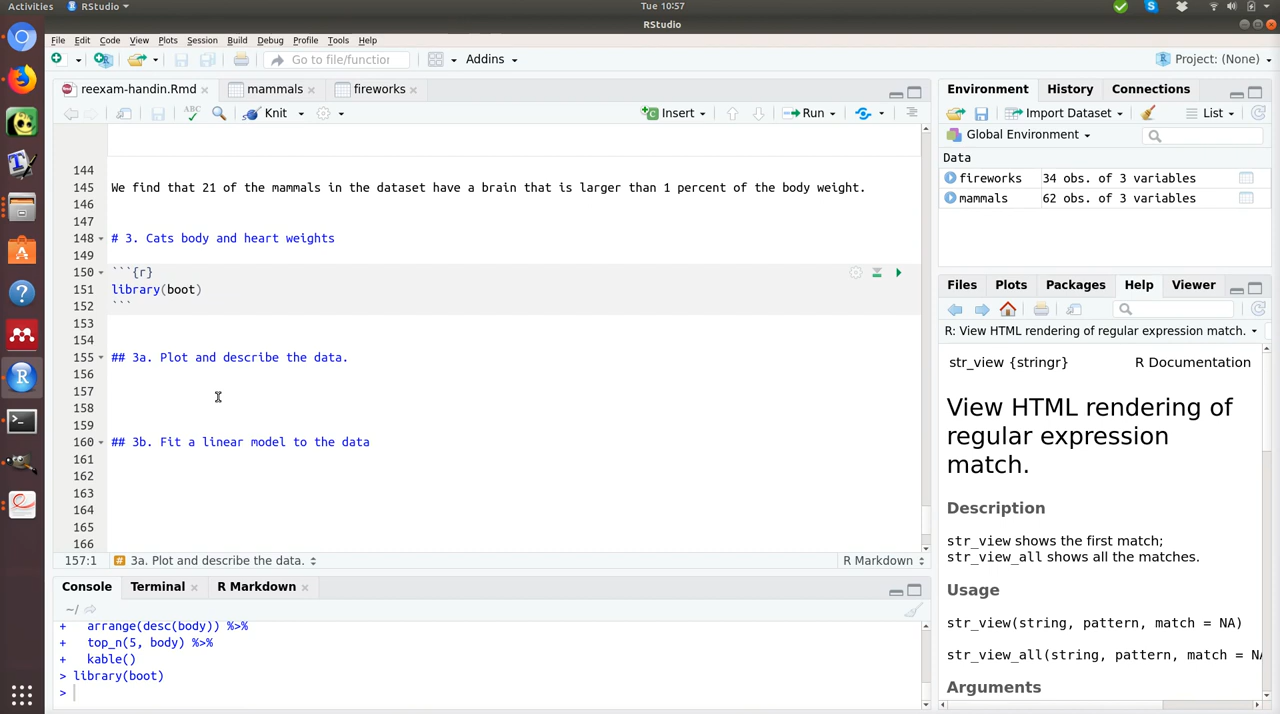 Activities RStudio Tue 10:57
RStudio
File Edit Code View Plots Session Build Debug Profile Tools Help
Go to file/function Addins Project: (None)
reexam-handin.Rmd mammals fireworks
ABC Knit Insert Run
144
145 We find that 21 of the mammals in the dataset have a brain that is larger than 1 percent of the body weight.
146
147
148 # 3. Cats body and heart weights
149
150 ```{r}
151 library(boot)
152 ```
153
154
155 ## 3a. Plot and describe the data.
156
157
158
159
160 ## 3b. Fit a linear model to the data
161
162
163
164
165
166
157:1 # 3a. Plot and describe the data. R Markdown
Console Terminal R Markdown
~/
+ arrange(desc(body)) %>%
+ top_n(5, body) %>%
+ kable()
> library(boot)
>
Environment History Connections
Import Dataset List
Global Environment
Data
fireworks 34 obs. of 3 variables
mammals 62 obs. of 3 variables
Files Plots Packages Help Viewer
R: View HTML rendering of regular expression match.
str_view {stringr} R Documentation
View HTML rendering of
regular expression
match.
Description
str_view shows the first match;
str_view_all shows all the matches.
Usage
str_view(string, pattern, match = NA)
str_view_all(string, pattern, match = NA
Arguments